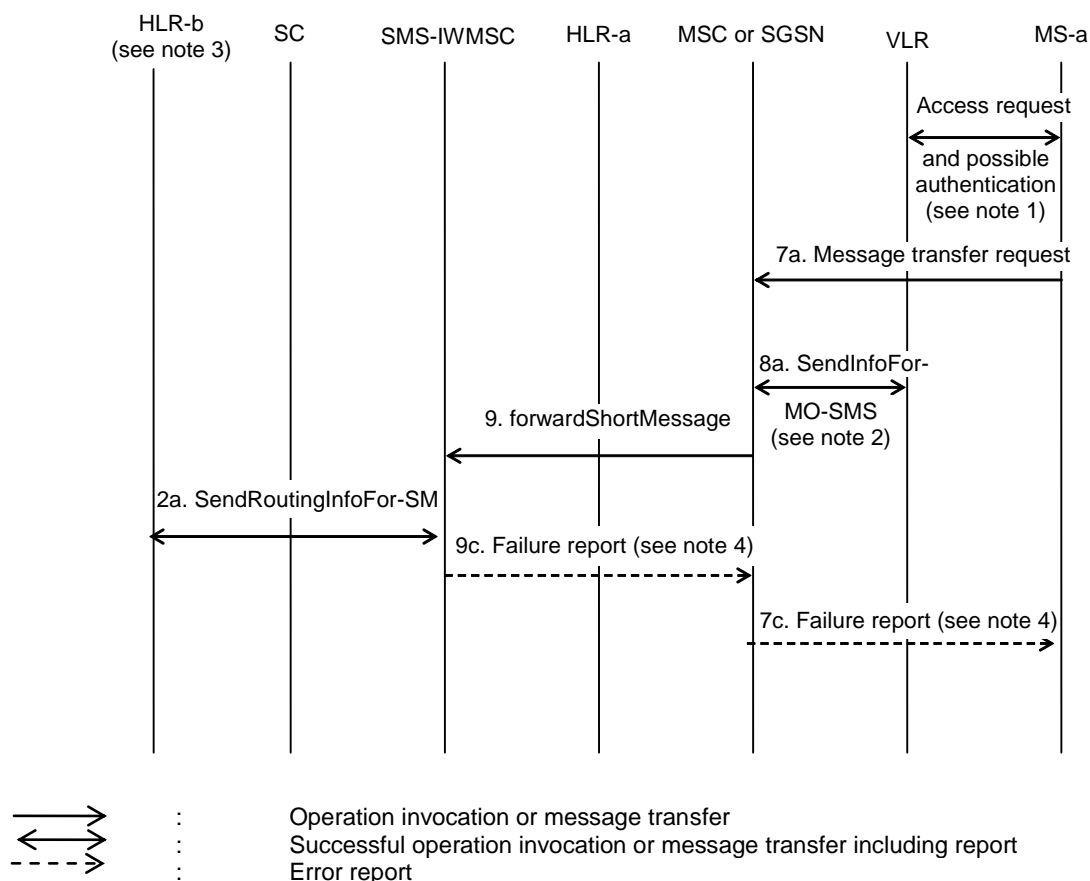 HLR-b
(see note 3)
SC
SMS-IWMSC
HLR-a
MSC or SGSN
VLR
MS-a
Access request
and possible
authentication
(see note 1)
7a. Message transfer request
8a. SendInfoFor-
MO-SMS
(see note 2)
9. forwardShortMessage
2a. SendRoutingInfoFor-SM
9c. Failure report (see note 4)
7c. Failure report (see note 4)
: Operation invocation or message transfer
: Successful operation invocation or message transfer including report
: Error report